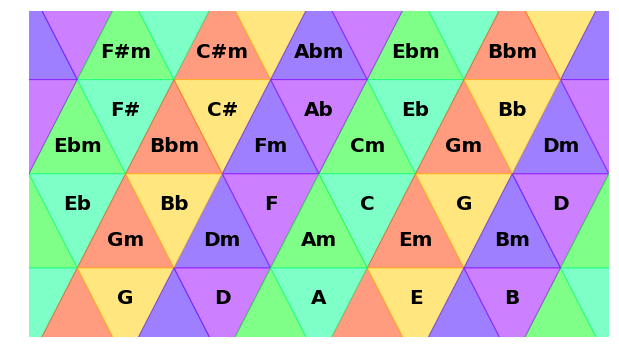 F#m C#m Abm Ebm Bbm
F# C# Ab Eb Bb
Ebm Bbm Fm Cm Gm Dm
Eb Bb F C G D
Gm Dm Am Em Bm
G D A E B